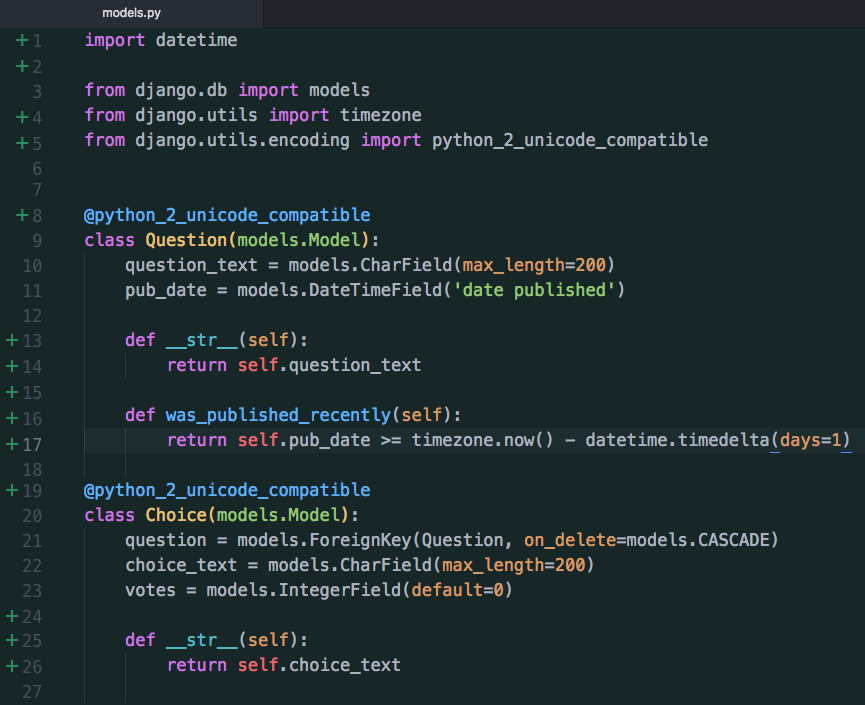 models.py
+ 1 import datetime
+ 2
3 from django.db import models
+ 4 from django.utils import timezone
+ 5 from django.utils.encoding import python_2_unicode_compatible
6
7
+ 8 @python_2_unicode_compatible
9 class Question(models.Model):
10     question_text = models.CharField(max_length=200)
11     pub_date = models.DateTimeField('date published')
12
+ 13     def __str__(self):
+ 14         return self.question_text
+ 15
+ 16     def was_published_recently(self):
+ 17         return self.pub_date >= timezone.now() - datetime.timedelta(days=1)
18
+ 19 @python_2_unicode_compatible
20 class Choice(models.Model):
21     question = models.ForeignKey(Question, on_delete=models.CASCADE)
22     choice_text = models.CharField(max_length=200)
23     votes = models.IntegerField(default=0)
+ 24
+ 25     def __str__(self):
+ 26         return self.choice_text
27